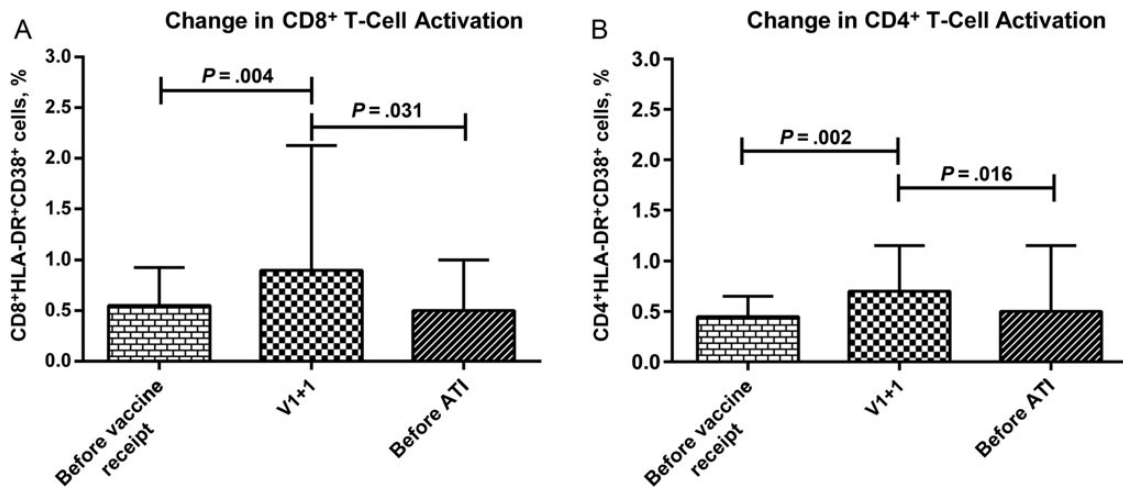 A
Change in CD8⁺ T-Cell Activation
CD8⁺HLA-DR⁺CD38⁺ cells, %
3.0
2.5
2.0
1.5
1.0
0.5
0.0
P = .004
P = .031
Before vaccine
receipt
V1+1
Before ATI
B
Change in CD4⁺ T-Cell Activation
CD4⁺HLA-DR⁺CD38⁺ cells, %
3.0
2.5
2.0
1.5
1.0
0.5
0.0
P = .002
P = .016
Before vaccine
receipt
V1+1
Before ATI